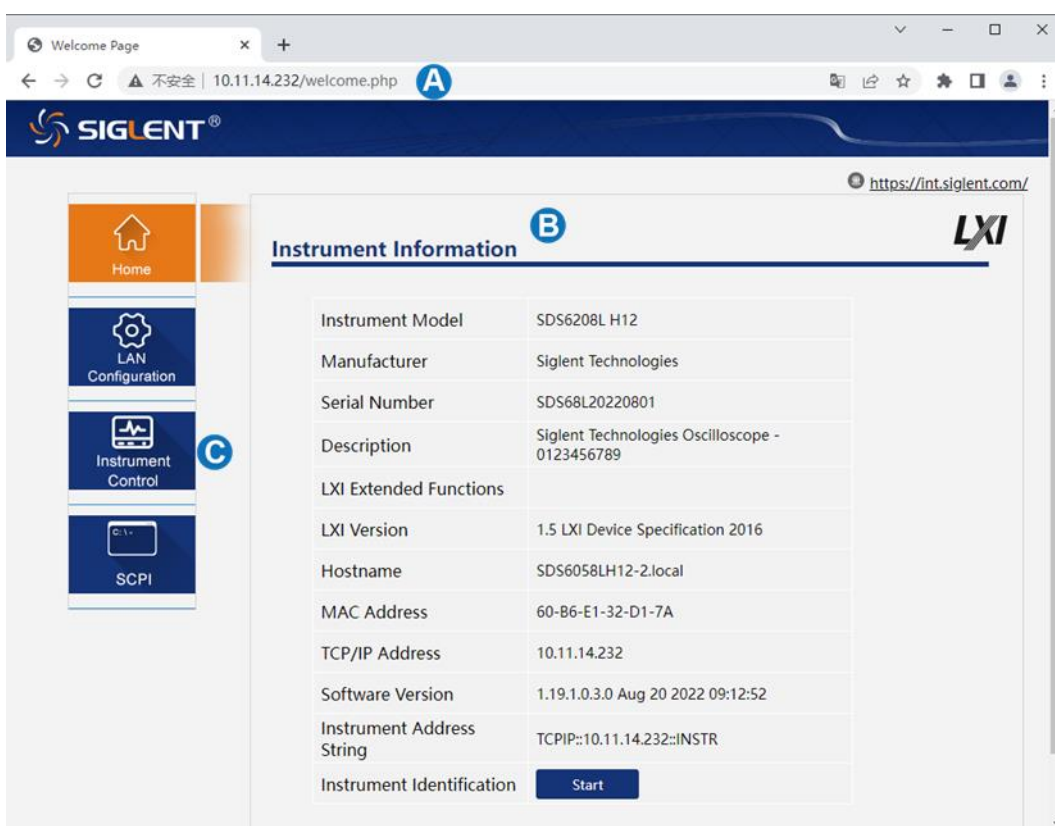 Welcome Page
不安全 | 10.11.14.232/welcome.php
A
SIGLENT®
https://int.siglent.com/
Home
B
Instrument Information
LXI
LAN
Configuration
Instrument
Control
C
C:\-
SCPI
Instrument Model SDS6208L H12
Manufacturer Siglent Technologies
Serial Number SDS68L20220801
Description Siglent Technologies Oscilloscope -
0123456789
LXI Extended Functions
LXI Version 1.5 LXI Device Specification 2016
Hostname SDS6058LH12-2.local
MAC Address 60-B6-E1-32-D1-7A
TCP/IP Address 10.11.14.232
Software Version 1.19.1.0.3.0 Aug 20 2022 09:12:52
Instrument Address
String TCPIP::10.11.14.232::INSTR
Instrument Identification Start